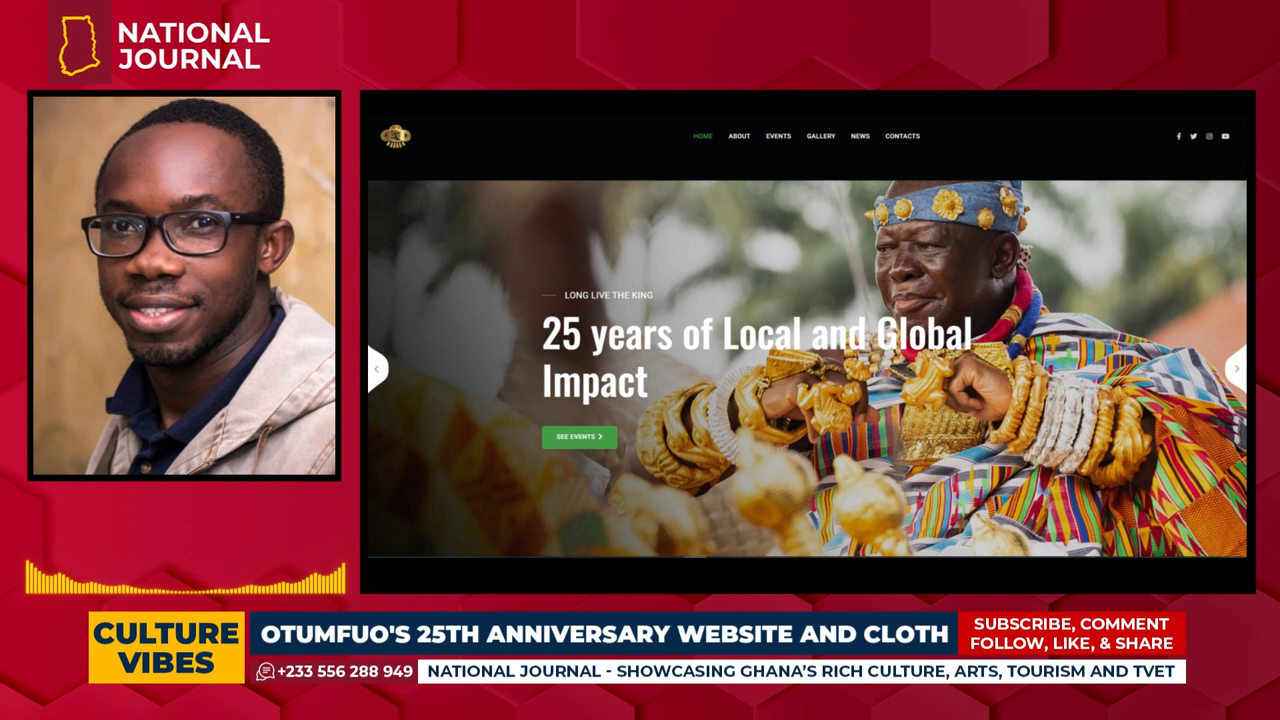 NATIONAL
JOURNAL
HOME ABOUT EVENTS GALLERY NEWS CONTACTS
LONG LIVE THE KING
25 years of Local and Global
Impact
SEE EVENTS
CULTURE
VIBES
OTUMFUO'S 25TH ANNIVERSARY WEBSITE AND CLOTH
SUBSCRIBE, COMMENT
FOLLOW, LIKE, & SHARE
+233 556 288 949
NATIONAL JOURNAL - SHOWCASING GHANA’S RICH CULTURE, ARTS, TOURISM AND TVET